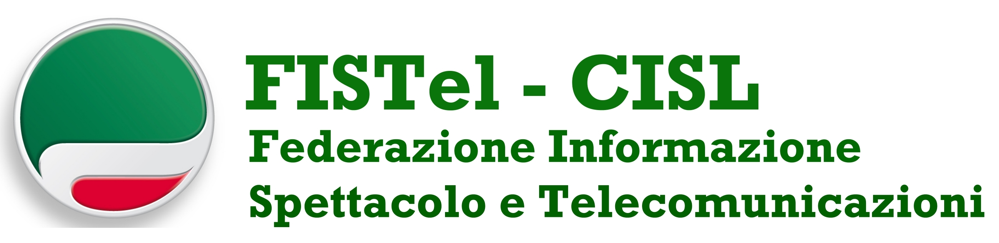 FISTel - CISL
Federazione Informazione
Spettacolo e Telecomunicazioni